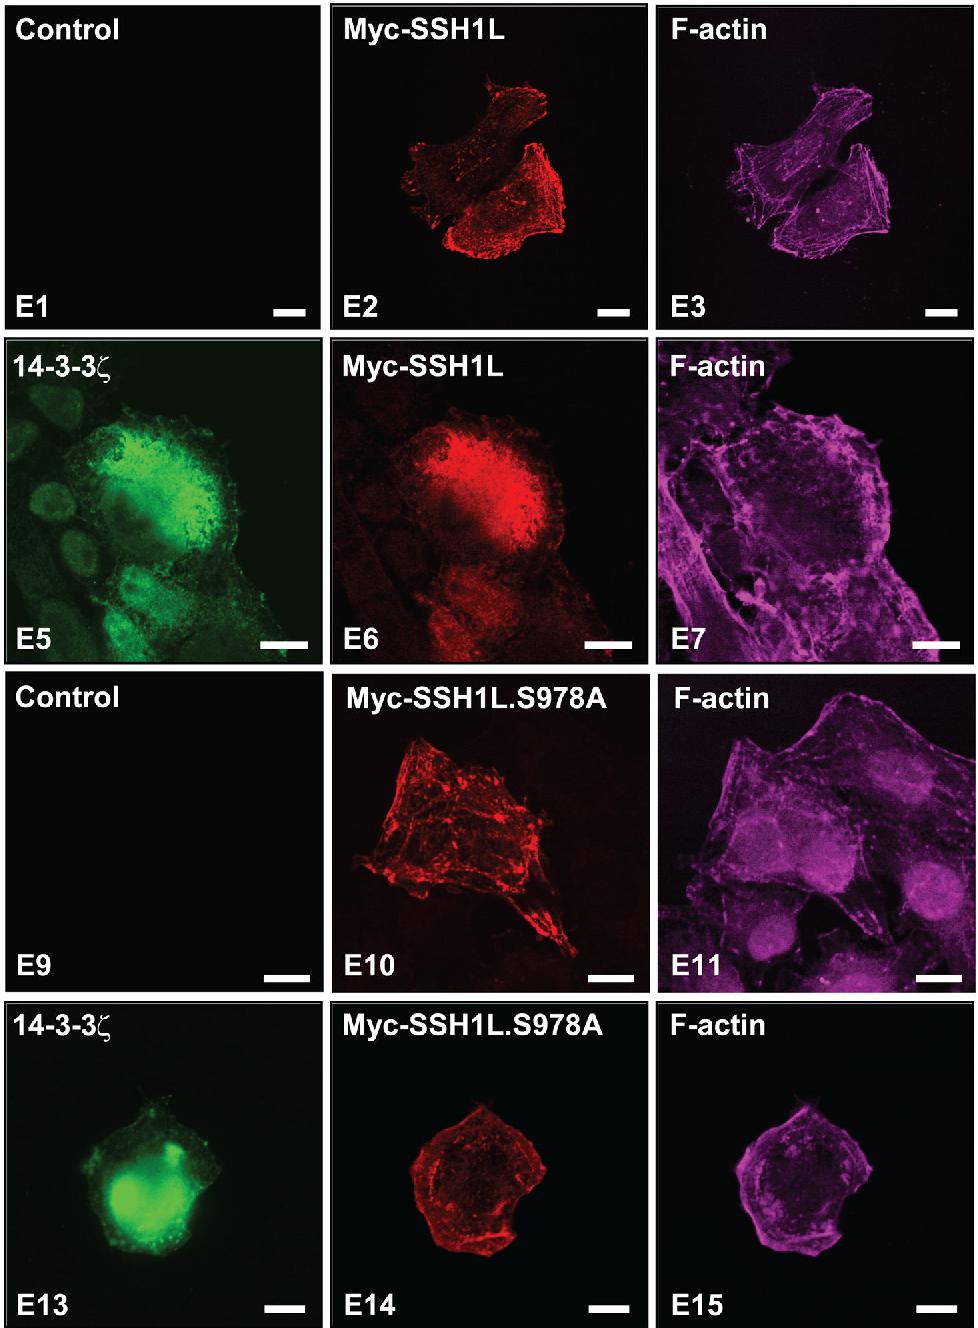 Control
Myc-SSH1L
F-actin
E1
E2
E3
14-3-3ζ
Myc-SSH1L
F-actin
E5
E6
E7
Control
Myc-SSH1L.S978A
F-actin
E9
E10
E11
14-3-3ζ
Myc-SSH1L.S978A
F-actin
E13
E14
E15